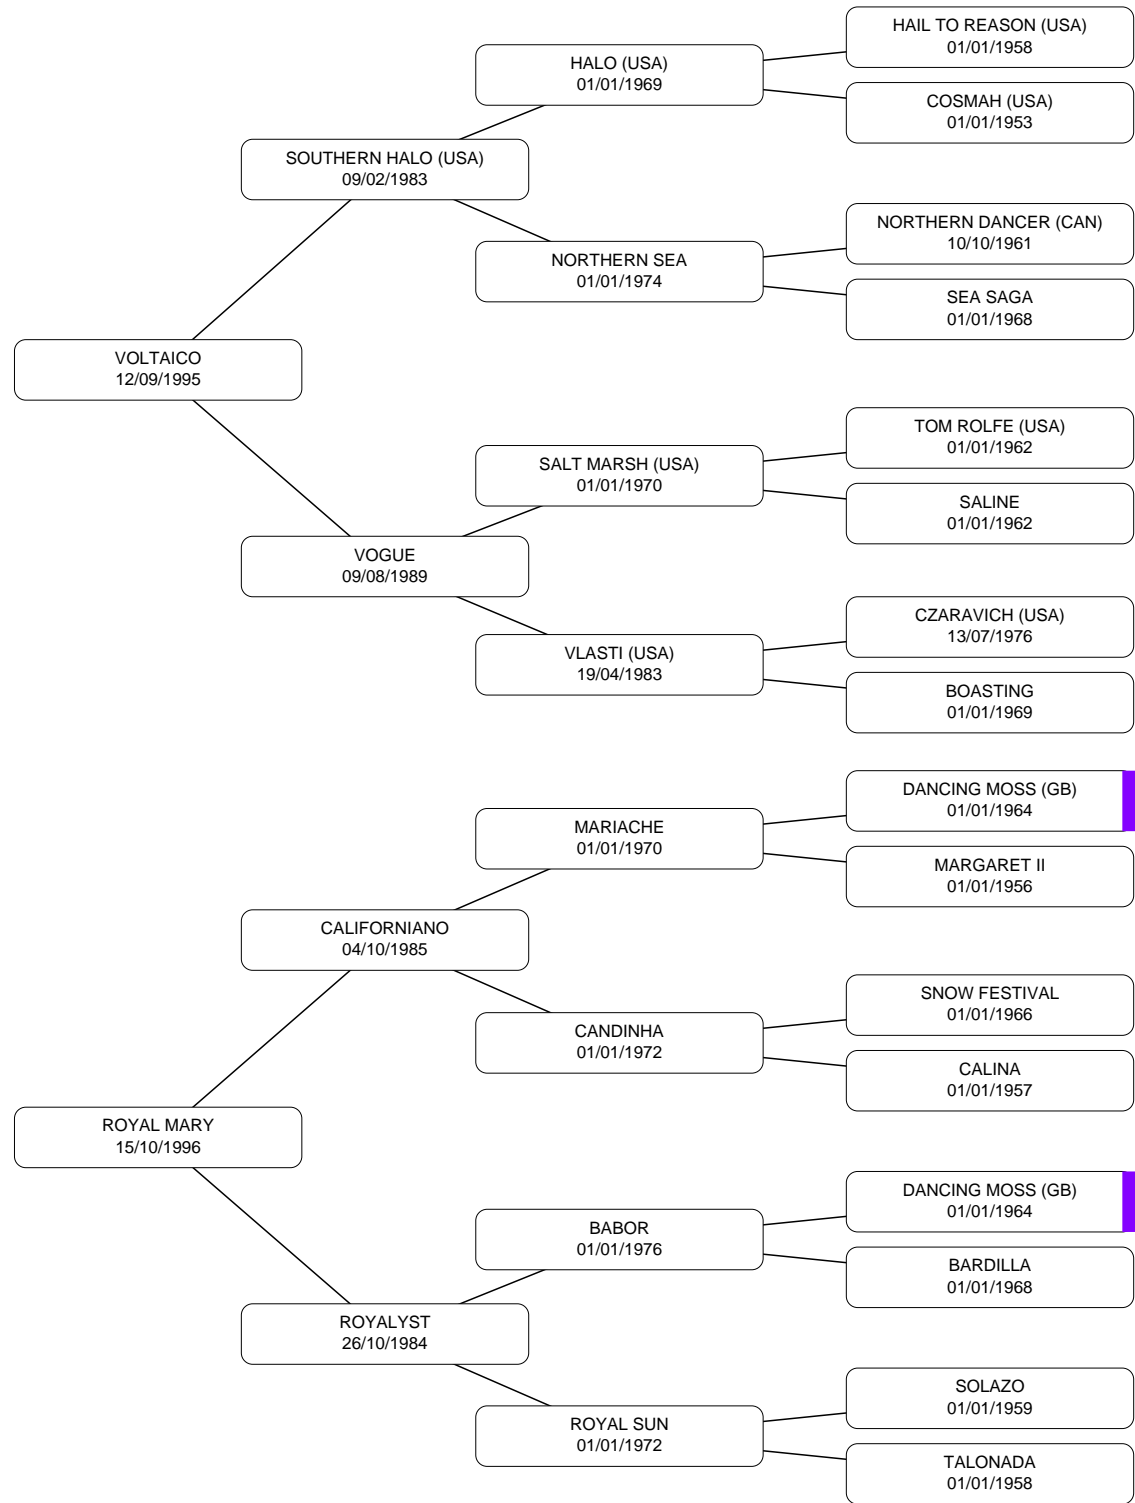 HAIL TO REASON (USA)
01/01/1958
HALO (USA)
01/01/1969
COSMAH (USA)
01/01/1953
SOUTHERN HALO (USA)
09/02/1983
NORTHERN DANCER (CAN)
10/10/1961
NORTHERN SEA
01/01/1974
SEA SAGA
01/01/1968
VOLTAICO
12/09/1995
TOM ROLFE (USA)
01/01/1962
SALT MARSH (USA)
01/01/1970
SALINE
01/01/1962
VOGUE
09/08/1989
CZARAVICH (USA)
13/07/1976
VLASTI (USA)
19/04/1983
BOASTING
01/01/1969
DANCING MOSS (GB)
01/01/1964
MARIACHE
01/01/1970
MARGARET II
01/01/1956
CALIFORNIANO
04/10/1985
SNOW FESTIVAL
01/01/1966
CANDINHA
01/01/1972
CALINA
01/01/1957
ROYAL MARY
15/10/1996
DANCING MOSS (GB)
01/01/1964
BABOR
01/01/1976
BARDILLA
01/01/1968
ROYALYST
26/10/1984
SOLAZO
01/01/1959
ROYAL SUN
01/01/1972
TALONADA
01/01/1958